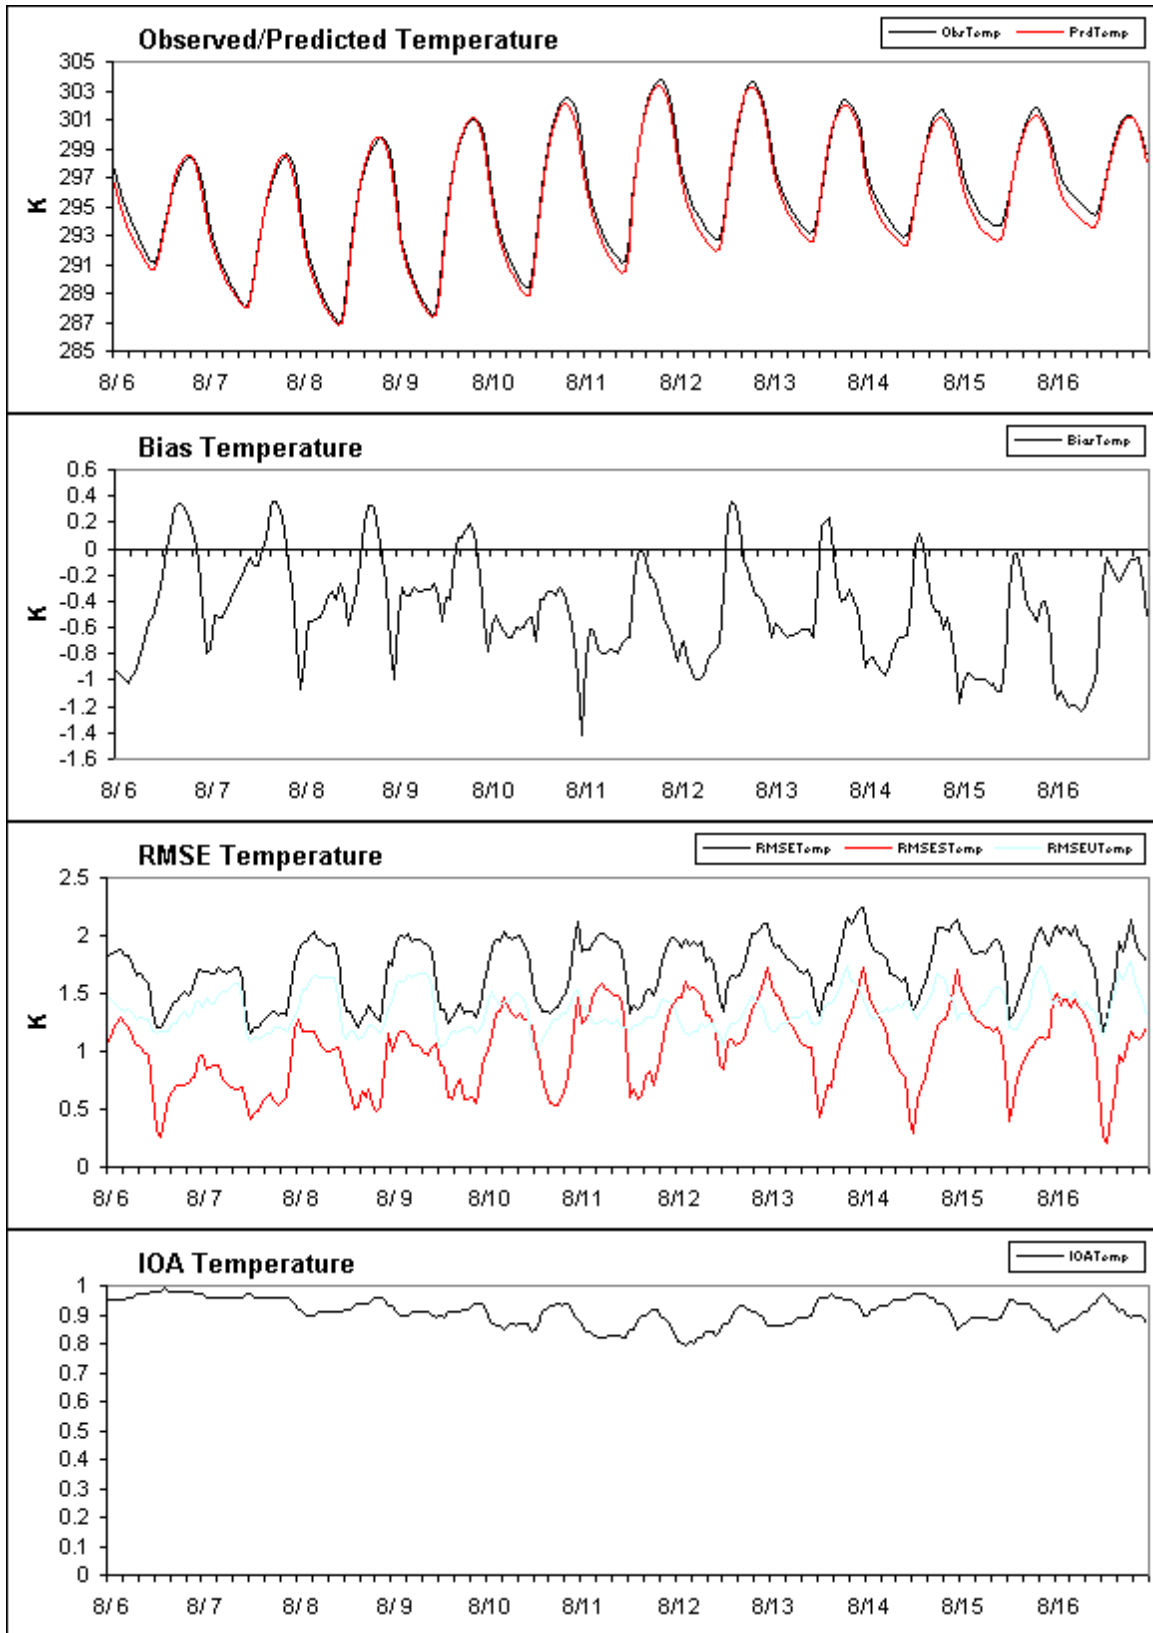 Observed/Predicted Temperature
ObsTemp PrdTemp
305
303
301
299
297
295
293
291
289
287
285
K
8/ 6 8/ 7 8/ 8 8/ 9 8/10 8/11 8/12 8/13 8/14 8/15 8/16
Bias Temperature
BiasTemp
0.6
0.4
0.2
0
-0.2
-0.4
-0.6
-0.8
-1
-1.2
-1.4
-1.6
K
8/ 6 8/ 7 8/ 8 8/ 9 8/10 8/11 8/12 8/13 8/14 8/15 8/16
RMSE Temperature
RMSETemp RMSESTemp RMSEUTemp
2.5
2
1.5
1
0.5
0
K
8/ 6 8/ 7 8/ 8 8/ 9 8/10 8/11 8/12 8/13 8/14 8/15 8/16
IOA Temperature
IOATemp
1
0.9
0.8
0.7
0.6
0.5
0.4
0.3
0.2
0.1
0
8/ 6 8/ 7 8/ 8 8/ 9 8/10 8/11 8/12 8/13 8/14 8/15 8/16